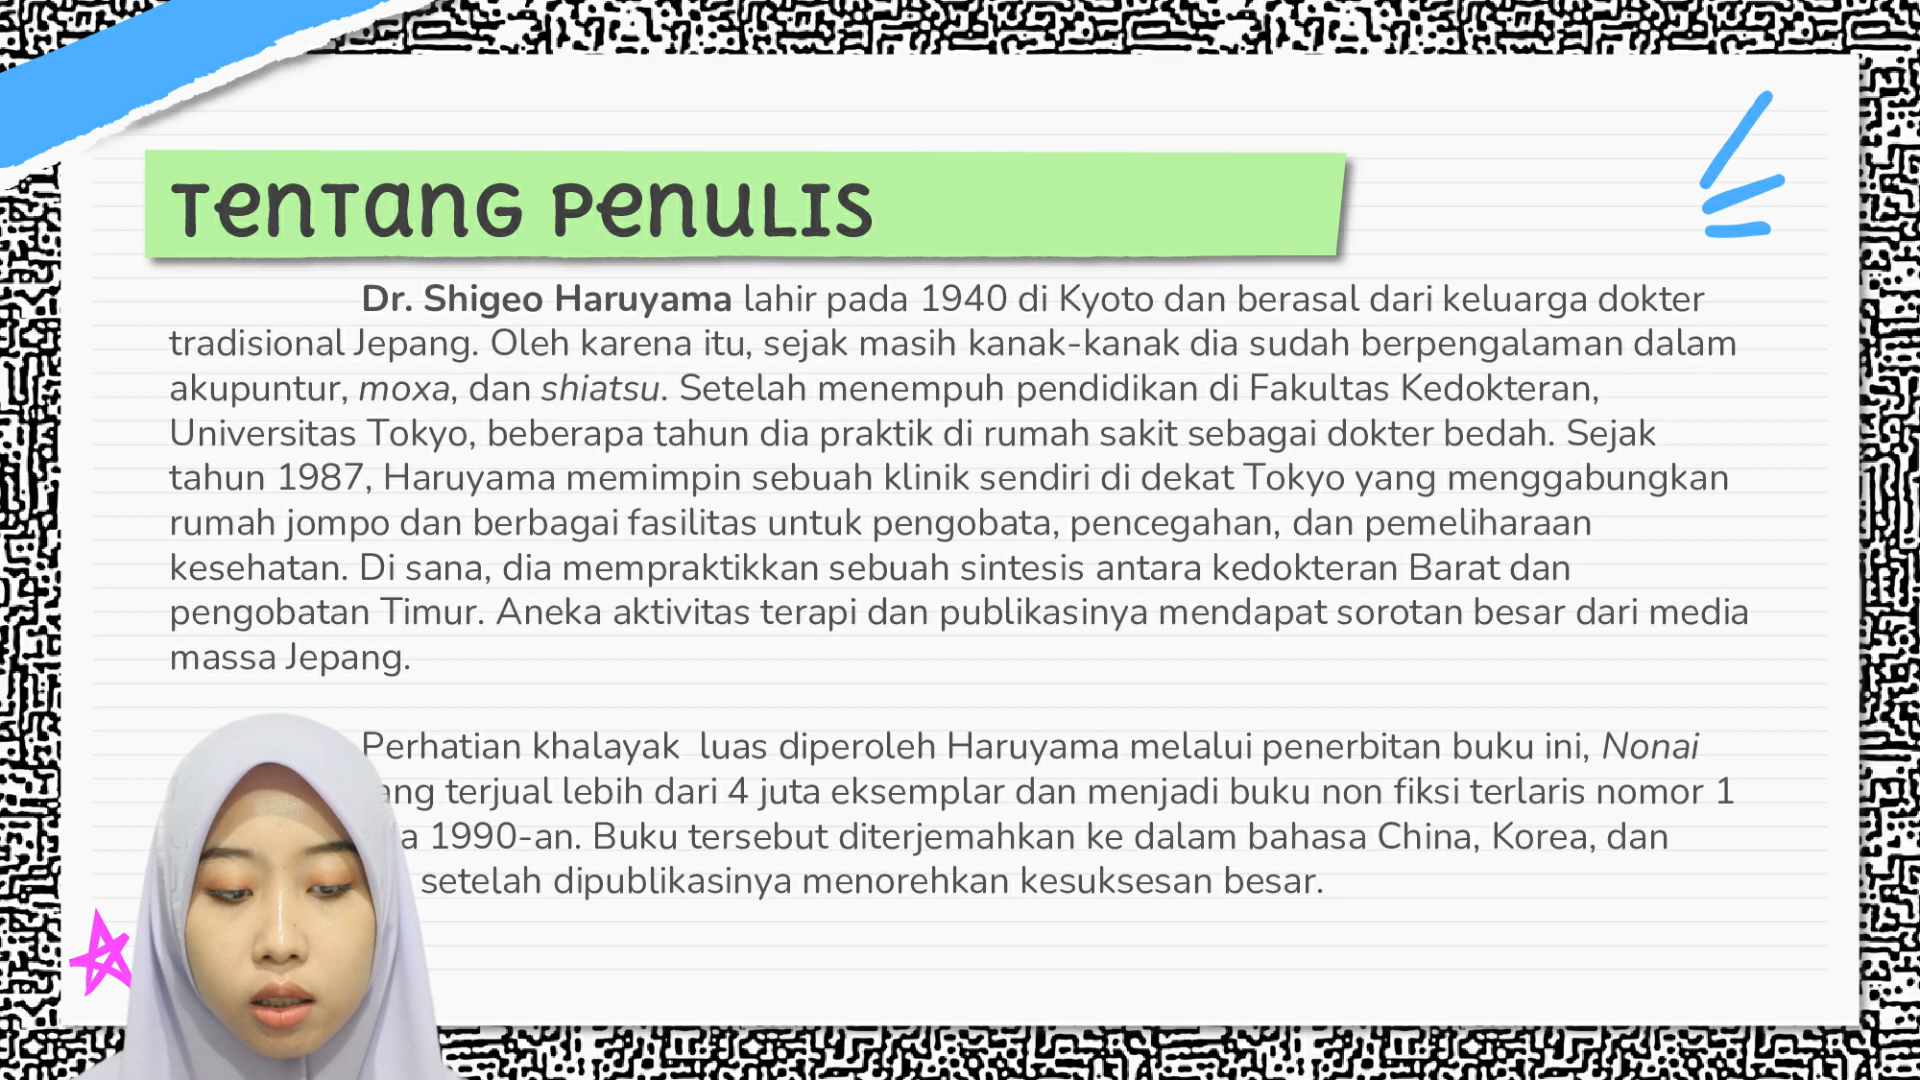 Tentang Penulis
Dr. Shigeo Haruyama lahir pada 1940 di Kyoto dan berasal dari keluarga dokter
tradisional Jepang. Oleh karena itu, sejak masih kanak-kanak dia sudah berpengalaman dalam
akupuntur, moxa, dan shiatsu. Setelah menempuh pendidikan di Fakultas Kedokteran,
Universitas Tokyo, beberapa tahun dia praktik di rumah sakit sebagai dokter bedah. Sejak
tahun 1987, Haruyama memimpin sebuah klinik sendiri di dekat Tokyo yang menggabungkan
rumah jompo dan berbagai fasilitas untuk pengobata, pencegahan, dan pemeliharaan
kesehatan. Di sana, dia mempraktikkan sebuah sintesis antara kedokteran Barat dan
pengobatan Timur. Aneka aktivitas terapi dan publikasinya mendapat sorotan besar dari media
massa Jepang.
Perhatian khalayak luas diperoleh Haruyama melalui penerbitan buku ini, Nonai
terjual lebih dari 4 juta eksemplar dan menjadi buku non fiksi terlaris nomor 1
1990-an. Buku tersebut diterjemahkan ke dalam bahasa China, Korea, dan
setelah dipublikasinya menorehkan kesuksesan besar.